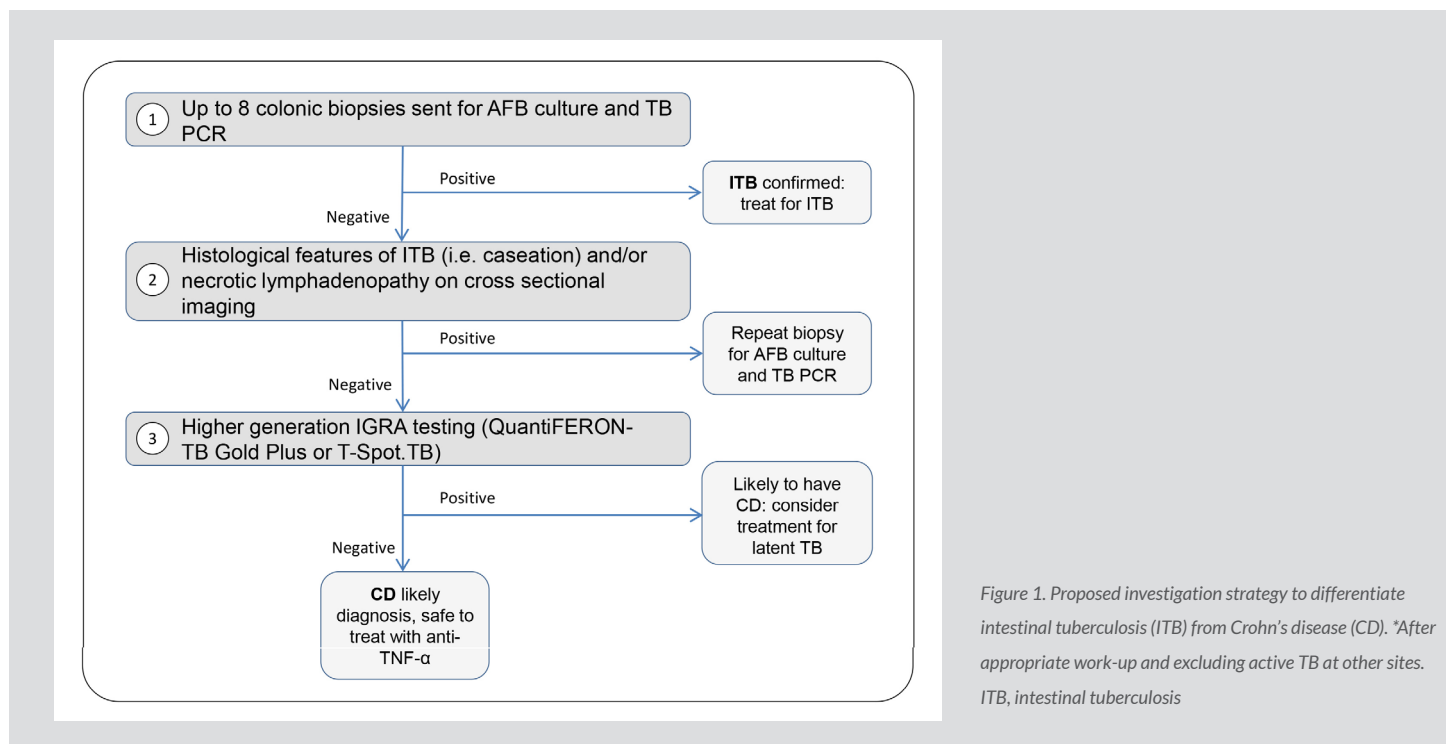 1
Up to 8 colonic biopsies sent for AFB culture and TB
PCR
Positive
ITB confirmed:
treat for ITB
Negative
2
Histological features of ITB (i.e. caseation) and/or
necrotic lymphadenopathy on cross sectional
imaging
Positive
Repeat biopsy
for AFB culture
and TB PCR
Negative
3
Higher generation IGRA testing (QuantiFERON-
TB Gold Plus or T-Spot.TB)
Positive
Likely to have
CD: consider
treatment for
latent TB
Negative
CD likely
diagnosis, safe to
treat with anti-
TNF-α
Figure 1. Proposed investigation strategy to differentiate
intestinal tuberculosis (ITB) from Crohn’s disease (CD). *After
appropriate work-up and excluding active TB at other sites.
ITB, intestinal tuberculosis